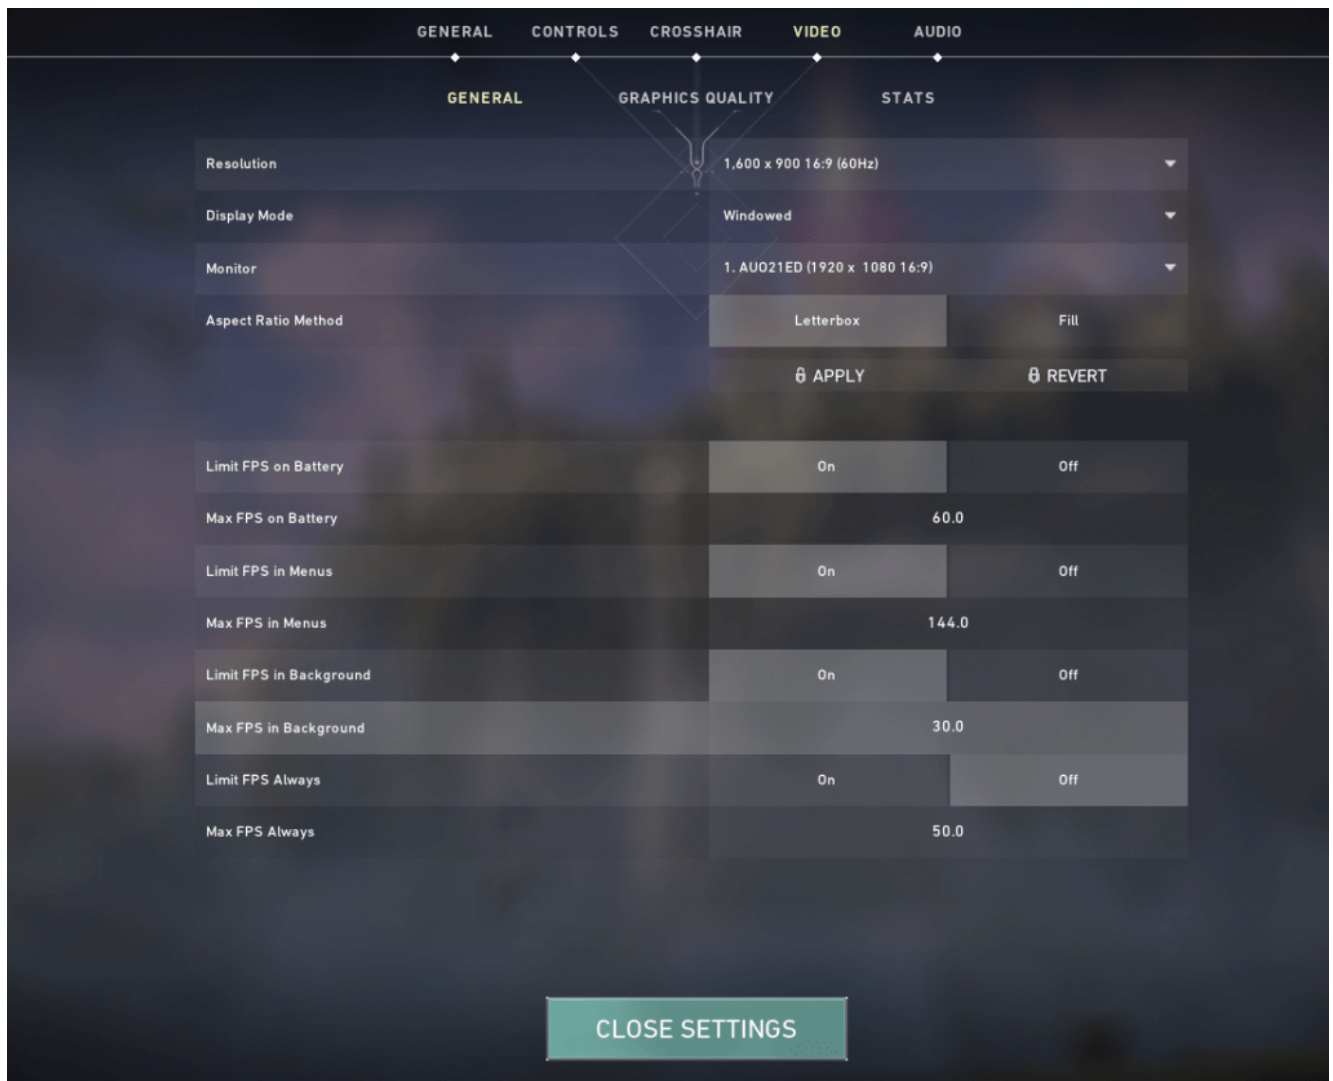 GENERAL CONTROLS CROSSHAIR VIDEO AUDIO
GENERAL GRAPHICS QUALITY STATS
Resolution 1,600 x 900 16:9 (60Hz)
Display Mode Windowed
Monitor 1. AUO21ED (1920 x 1080 16:9)
Aspect Ratio Method Letterbox Fill
APPLY REVERT
Limit FPS on Battery On Off
Max FPS on Battery 60.0
Limit FPS in Menus On Off
Max FPS in Menus 144.0
Limit FPS in Background On Off
Max FPS in Background 30.0
Limit FPS Always On Off
Max FPS Always 50.0
CLOSE SETTINGS